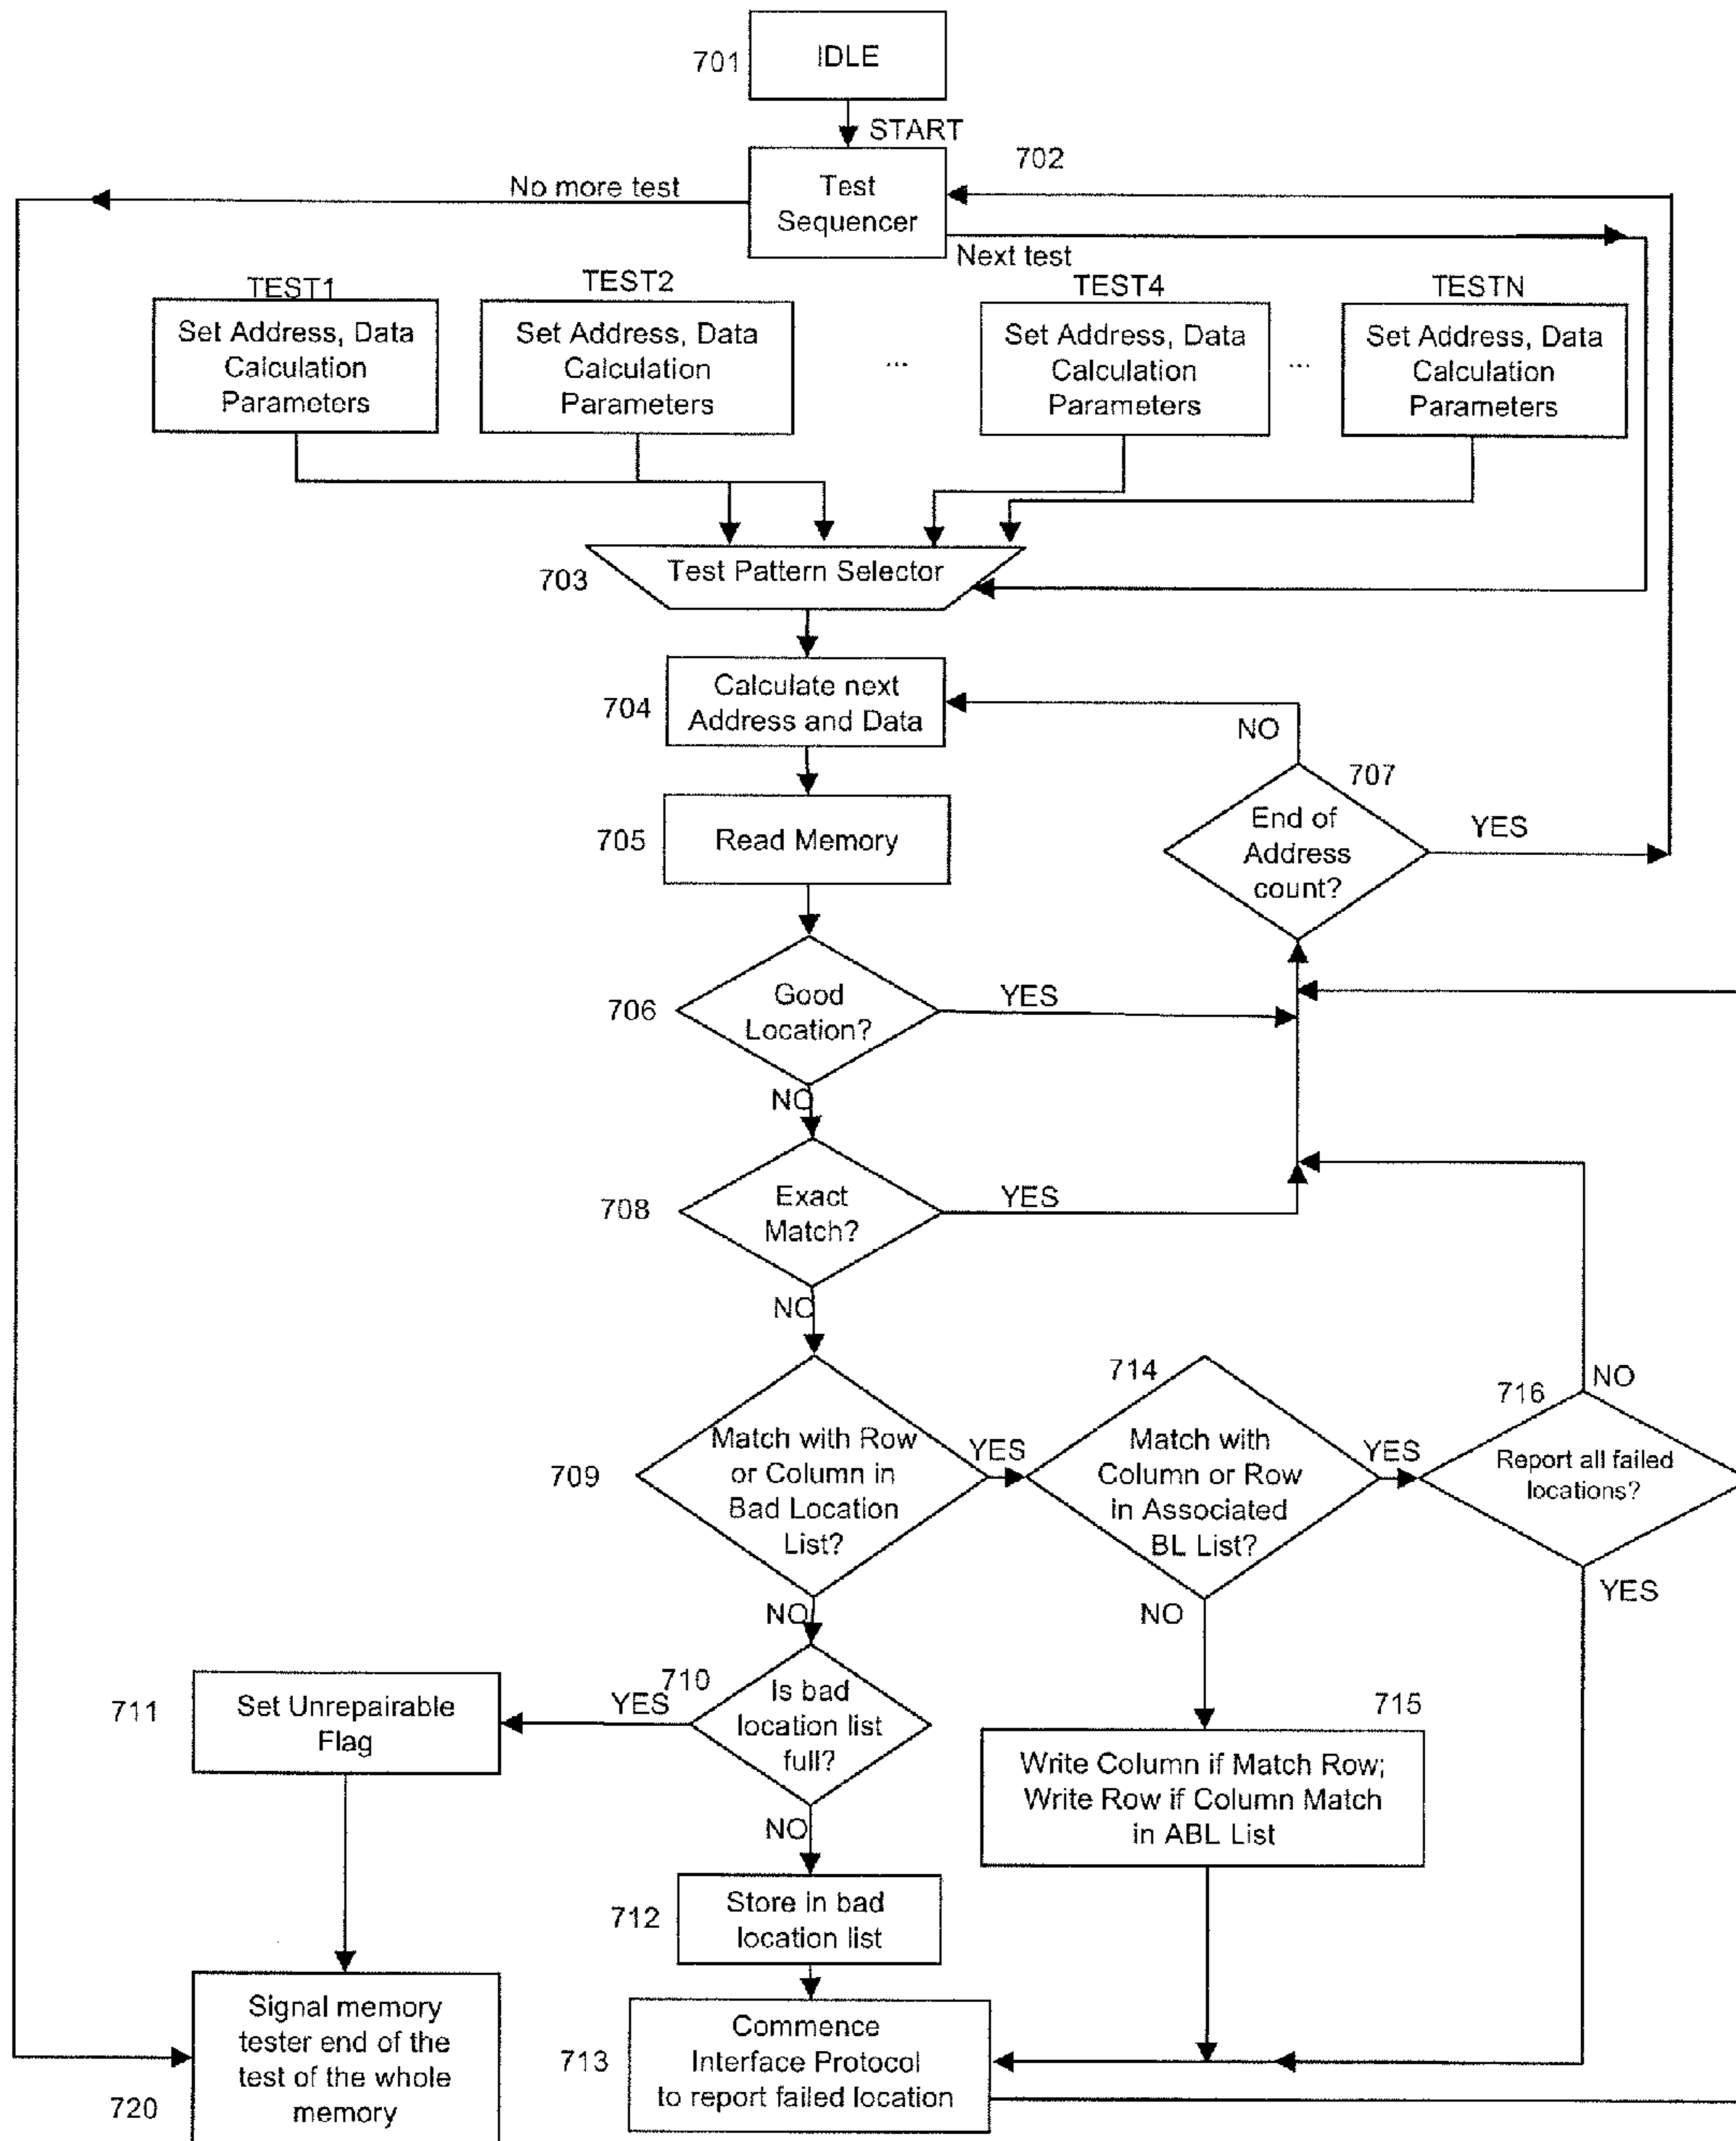 701
IDLE
START
702
No more test
Test
Sequencer
Next test
TEST1
TEST2
TEST4
TESTN
Set Address, Data
Calculation
Parameters
Set Address, Data
Calculation
Parameters
...
Set Address, Data
Calculation
Parameters
...
Set Address, Data
Calculation
Parameters
703
Test Pattern Selector
704
Calculate next
Address and Data
NO
707
705
Read Memory
End of
Address
count?
YES
706
Good
Location?
YES
NO
708
Exact
Match?
YES
NO
709
Match with Row
or Column in
Bad Location
List?
YES
714
Match with
Column or Row
in Associated
BL List?
YES
716
NO
Report all failed
locations?
YES
NO
NO
711
Set Unrepairable
Flag
YES
710
Is bad
location list
full?
715
Write Column if Match Row;
Write Row if Column Match
in ABL List
NO
712
Store in bad
location list
720
Signal memory
tester end of the
test of the whole
memory
713
Commence
Interface Protocol
to report failed location